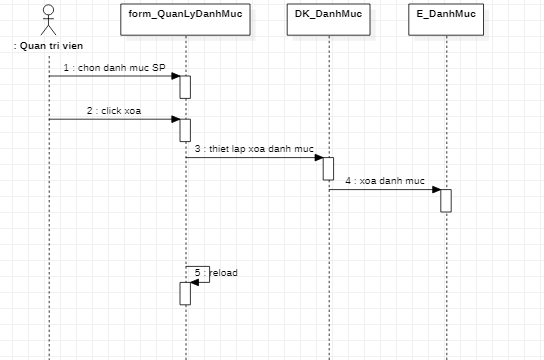 form_QuanLyDanhMuc
DK_DanhMuc
E_DanhMuc
: Quan tri vien
1 : chon danh muc SP
2 : click xoa
3 : thiet lap xoa danh muc
4 : xoa danh muc
5 : reload